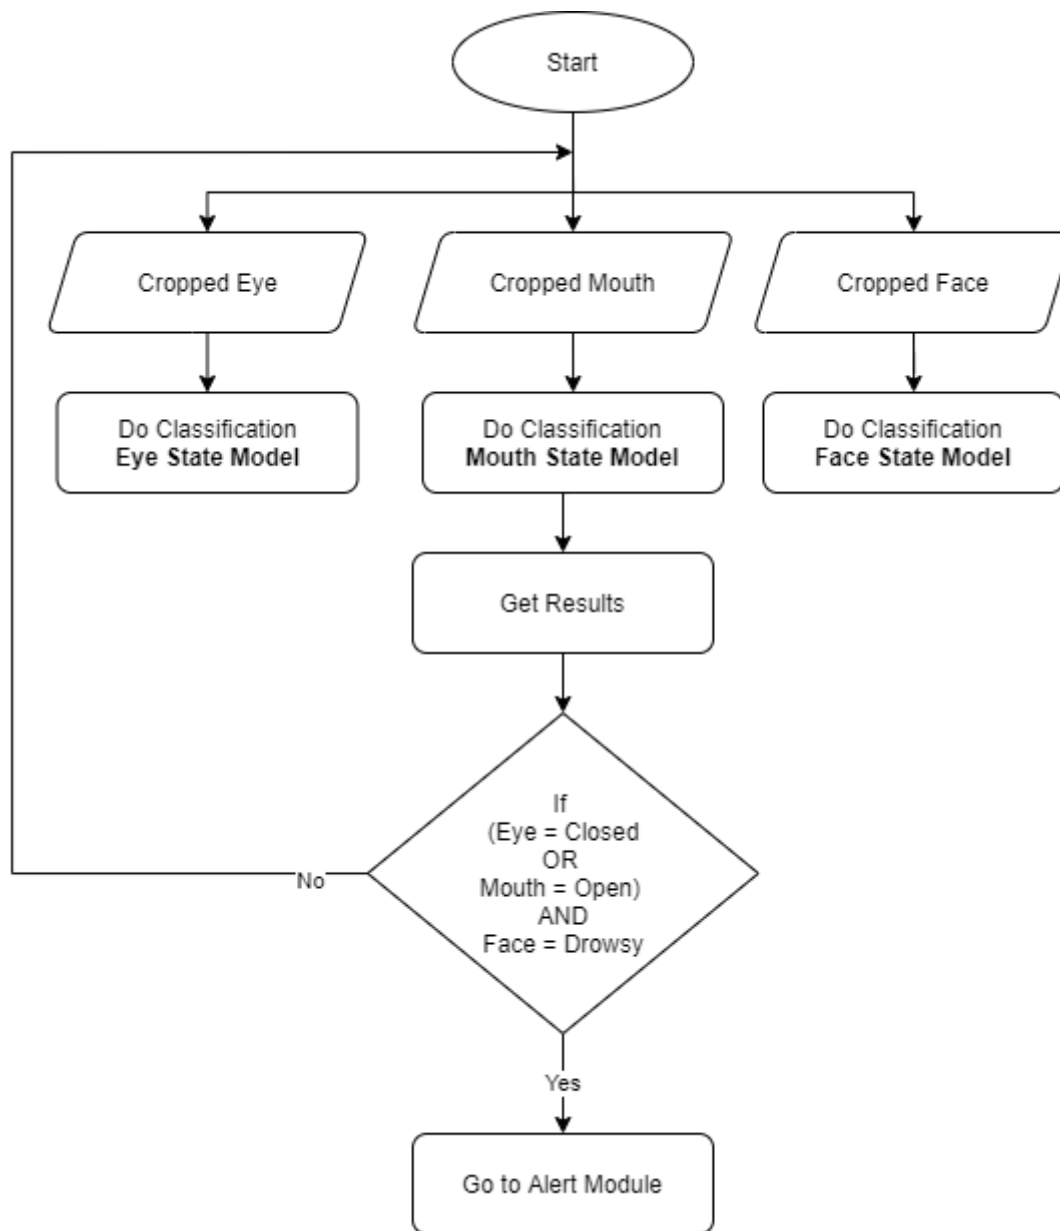 Start
Cropped Eye
Cropped Mouth
Cropped Face
Do Classification
Eye State Model
Do Classification
Mouth State Model
Do Classification
Face State Model
Get Results
If
(Eye = Closed
OR
Mouth = Open)
AND
Face = Drowsy
No
Yes
Go to Alert Module